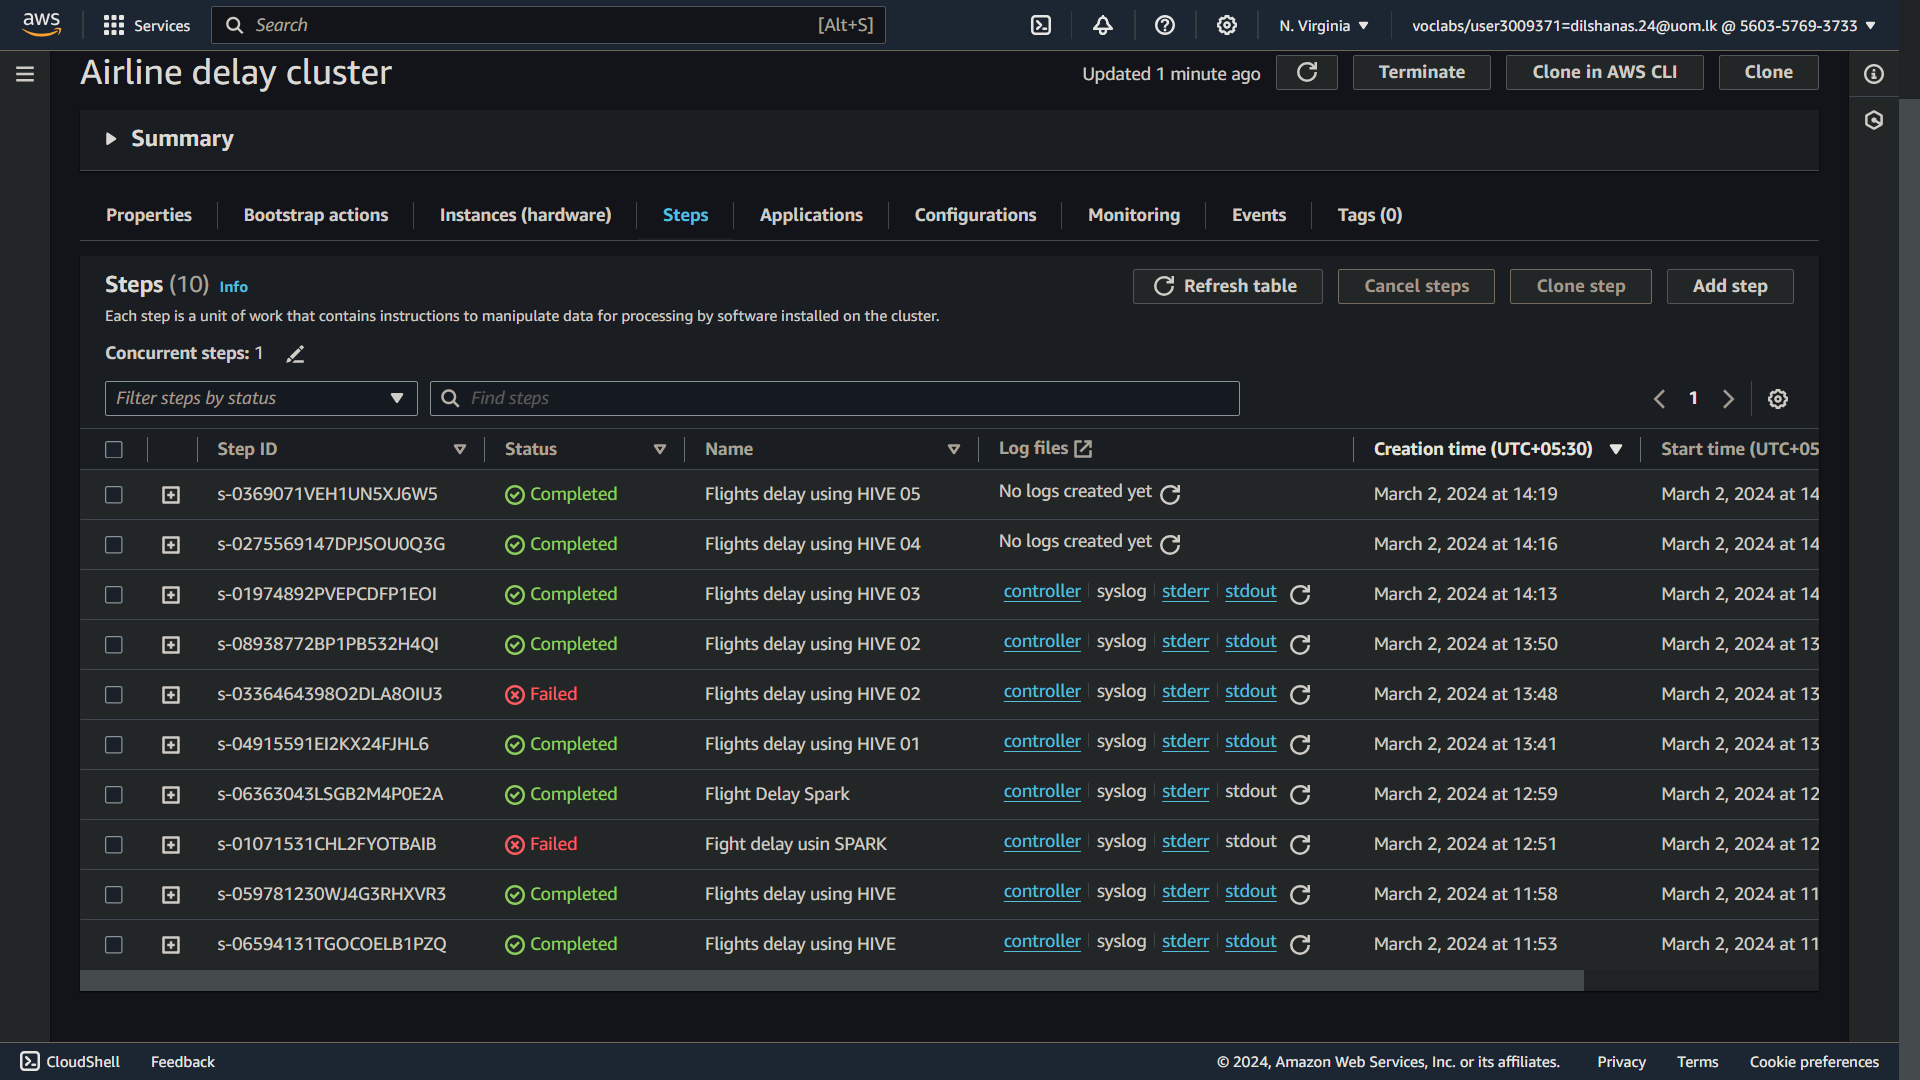 aws Services Search [Alt+S] N. Virginia voclabs/user3009371=dilshanas.24@uom.lk @ 5603-5769-3733
Airline delay cluster Updated 1 minute ago Terminate Clone in AWS CLI Clone
Summary
Properties Bootstrap actions Instances (hardware) Steps Applications Configurations Monitoring Events Tags (0)
Steps (10) Info Refresh table Cancel steps Clone step Add step
Each step is a unit of work that contains instructions to manipulate data for processing by software installed on the cluster.
Concurrent steps: 1
Filter steps by status Find steps 1
Step ID Status Name Log files Creation time (UTC+05:30) Start time (UTC+05
s-0369071VEH1UN5XJ6W5 Completed Flights delay using HIVE 05 No logs created yet March 2, 2024 at 14:19 March 2, 2024 at 14
s-0275569147DPJSOU0Q3G Completed Flights delay using HIVE 04 No logs created yet March 2, 2024 at 14:16 March 2, 2024 at 14
s-01974892PVEPCDFP1EOI Completed Flights delay using HIVE 03 controller syslog stderr stdout March 2, 2024 at 14:13 March 2, 2024 at 14
s-08938772BP1PB532H4QI Completed Flights delay using HIVE 02 controller syslog stderr stdout March 2, 2024 at 13:50 March 2, 2024 at 13
s-0336464398O2DLA8OIU3 Failed Flights delay using HIVE 02 controller syslog stderr stdout March 2, 2024 at 13:48 March 2, 2024 at 13
s-04915591EI2KX24FJHL6 Completed Flights delay using HIVE 01 controller syslog stderr stdout March 2, 2024 at 13:41 March 2, 2024 at 13
s-06363043LSGB2M4P0E2A Completed Flight Delay Spark controller syslog stderr stdout March 2, 2024 at 12:59 March 2, 2024 at 12
s-01071531CHL2FYOTBAIB Failed Fight delay usin SPARK controller syslog stderr stdout March 2, 2024 at 12:51 March 2, 2024 at 12
s-059781230WJ4G3RHXVR3 Completed Flights delay using HIVE controller syslog stderr stdout March 2, 2024 at 11:58 March 2, 2024 at 11
s-06594131TGOCOELB1PZQ Completed Flights delay using HIVE controller syslog stderr stdout March 2, 2024 at 11:53 March 2, 2024 at 11
CloudShell Feedback © 2024, Amazon Web Services, Inc. or its affiliates. Privacy Terms Cookie preferences